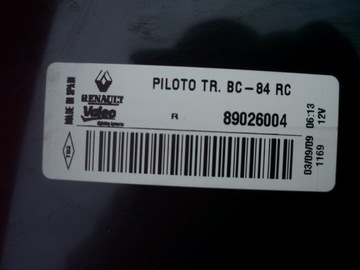 MADE IN SPAIN
RENAULT
Valeo
PILOTO TR. BC-84 RC
R 89026004
03/09/09 06:13
1169 12V